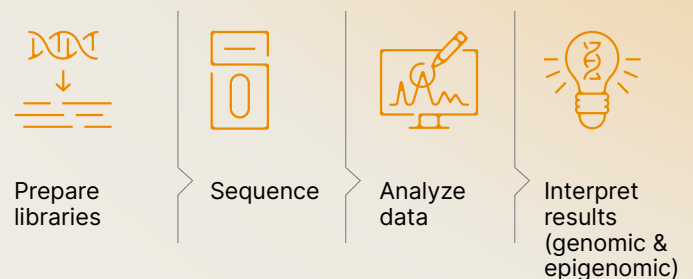 Prepare
libraries
Sequence
Analyze
data
Interpret
results
(genomic &
epigenomic)